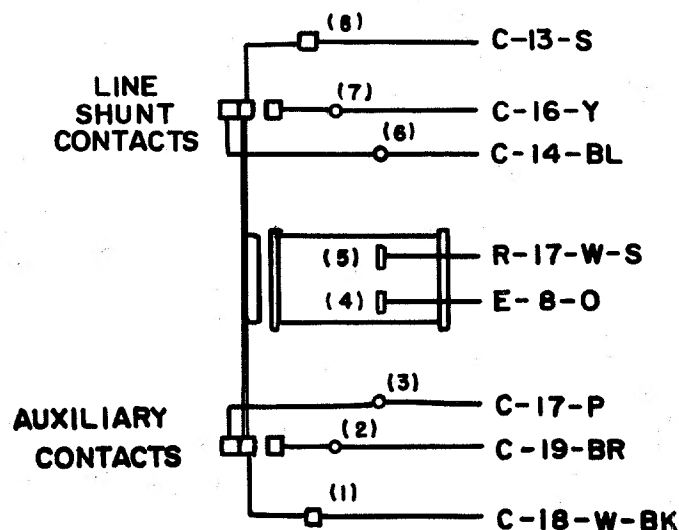 (8) C-13-S
LINE
SHUNT
CONTACTS
(7) C-16-Y
(6) C-14-BL
(5) R-17-W-S
(4) E-8-O
AUXILIARY
CONTACTS
(3) C-17-P
(2) C-19-BR
(1) C-18-W-BK